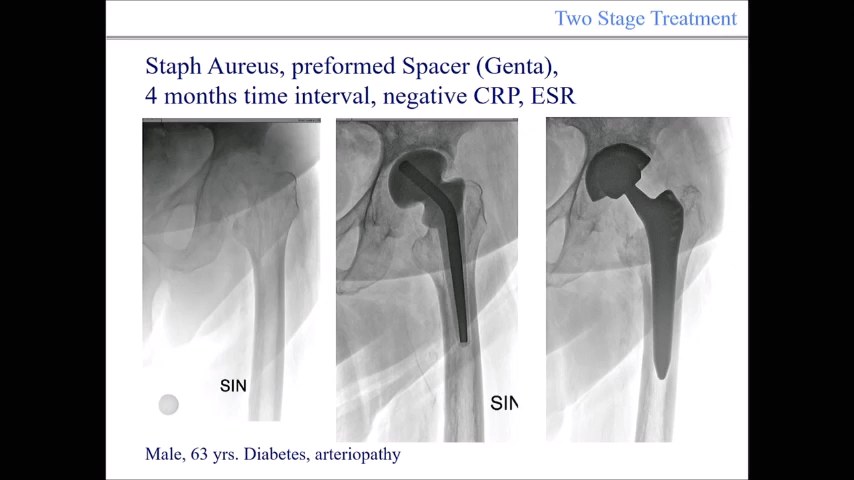 Two Stage Treatment
Staph Aureus, preformed Spacer (Genta),
4 months time interval, negative CRP, ESR
SIN
SIN
Male, 63 yrs. Diabetes, arteriopathy